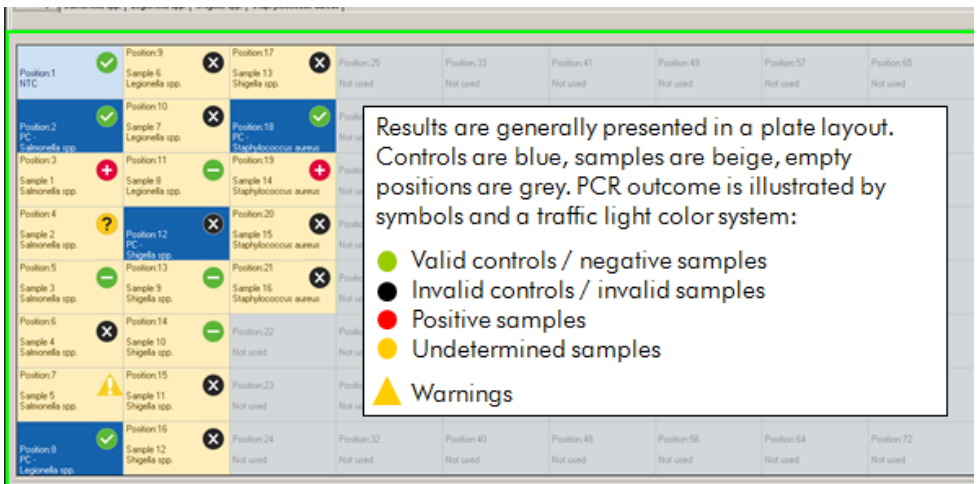 Position:1
NTC
Position:2
PC -
Salmonella spp.
Position:3
Sample 1
Salmonella spp.
Position:4
Sample 2
Salmonella spp.
Position:5
Sample 3
Salmonella spp.
Position:6
Sample 4
Salmonella spp.
Position:7
Sample 5
Salmonella spp.
Position:8
PC -
Legionella spp.
Position:9
Sample 6
Legionella spp.
Position:10
Sample 7
Legionella spp.
Position:11
Sample 8
Legionella spp.
Position:12
PC -
Shigella spp.
Position:13
Sample 9
Shigella spp.
Position:14
Sample 10
Shigella spp.
Position:15
Sample 11
Shigella spp.
Position:16
Sample 12
Shigella spp.
Position:17
Sample 13
Shigella spp.
Position:18
PC -
Staphylococcus aureus
Position:19
Sample 14
Staphylococcus aureus
Position:20
Sample 15
Staphylococcus aureus
Position:21
Sample 16
Staphylococcus aureus
Position:22
Not used
Position:23
Not used
Position:24
Not used
Position:25
Not used
Position:32
Not used
Position:33
Not used
Position:40
Not used
Position:41
Not used
Position:48
Not used
Position:49
Not used
Position:56
Not used
Position:57
Not used
Position:64
Not used
Position:65
Not used
Position:72
Not used
Results are generally presented in a plate layout.
Controls are blue, samples are beige, empty
positions are grey. PCR outcome is illustrated by
symbols and a traffic light color system:
Valid controls / negative samples
Invalid controls / invalid samples
Positive samples
Undetermined samples
Warnings